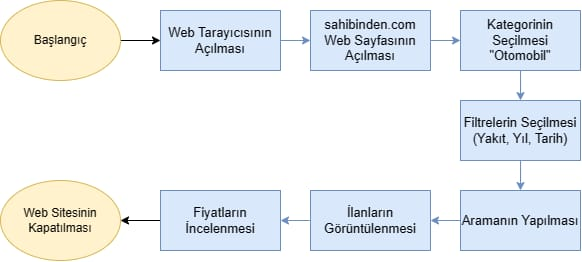 Başlangıç
Web Tarayıcısının
Açılması
sahibinden.com
Web Sayfasının
Açılması
Kategorinin
Seçilmesi
"Otomobil"
Filtrelerin Seçilmesi
(Yakıt, Yıl, Tarih)
Aramanın Yapılması
İlanların
Görüntülenmesi
Fiyatların
İncelenmesi
Web Sitesinin
Kapatılması